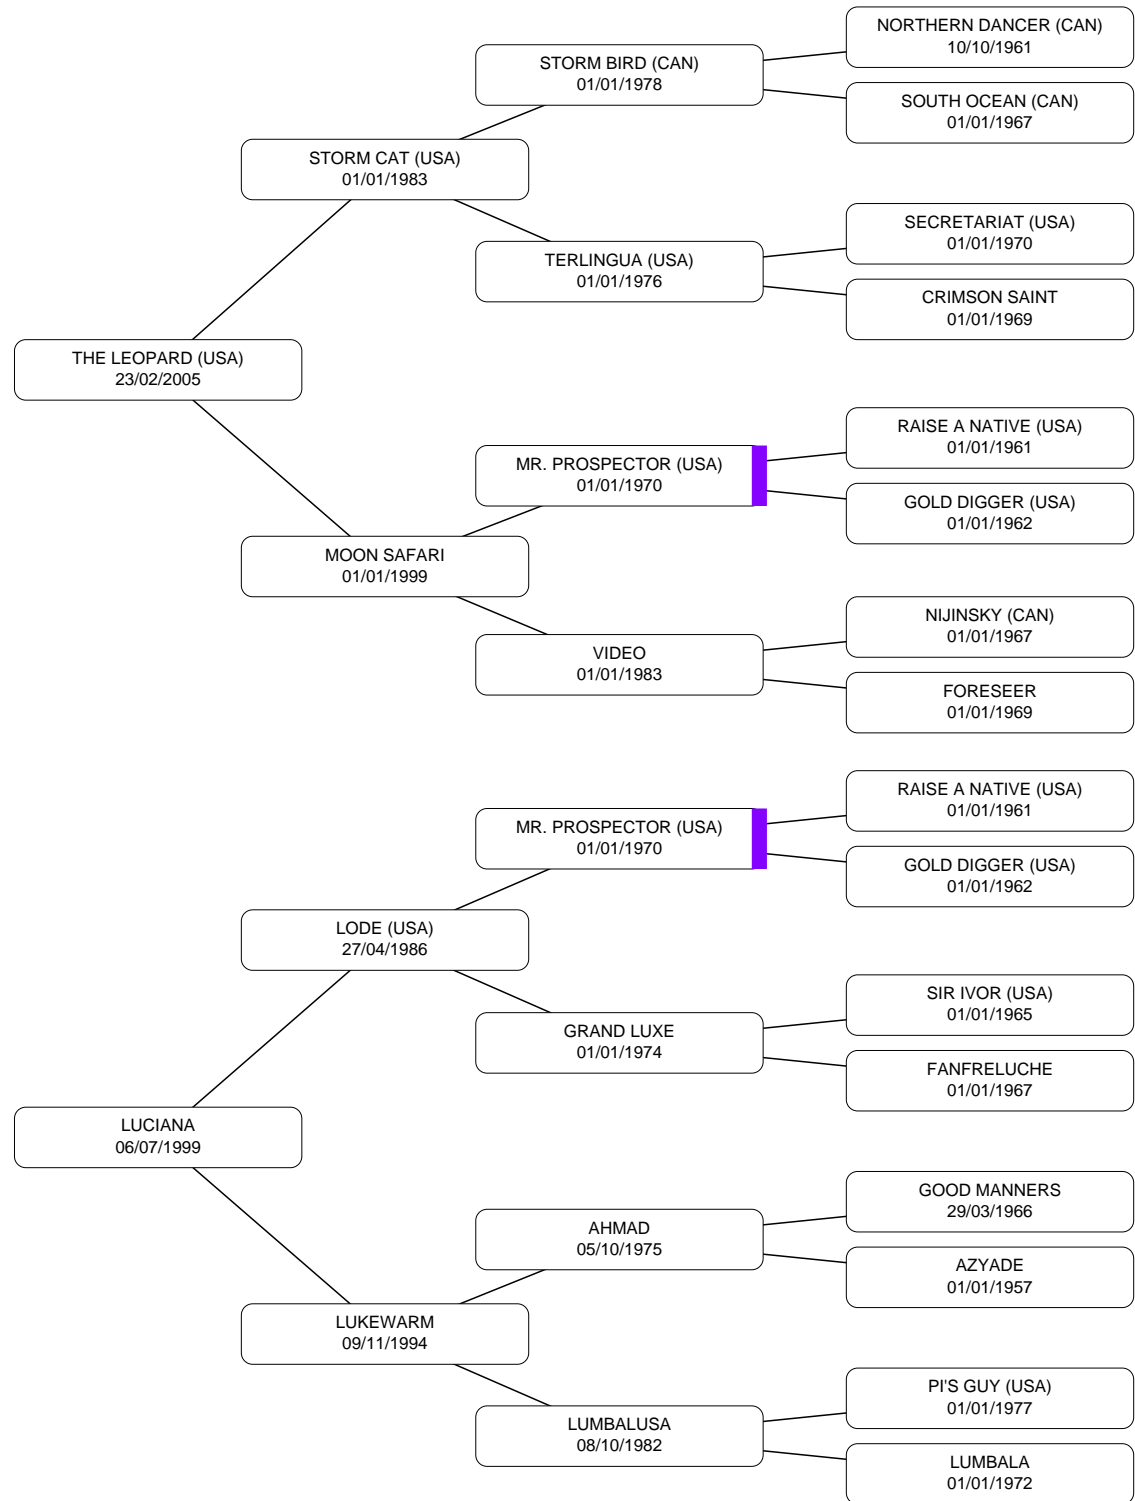 NORTHERN DANCER (CAN)
10/10/1961
STORM BIRD (CAN)
01/01/1978
SOUTH OCEAN (CAN)
01/01/1967
STORM CAT (USA)
01/01/1983
SECRETARIAT (USA)
01/01/1970
TERLINGUA (USA)
01/01/1976
CRIMSON SAINT
01/01/1969
THE LEOPARD (USA)
23/02/2005
RAISE A NATIVE (USA)
01/01/1961
MR. PROSPECTOR (USA)
01/01/1970
GOLD DIGGER (USA)
01/01/1962
MOON SAFARI
01/01/1999
NIJINSKY (CAN)
01/01/1967
VIDEO
01/01/1983
FORESEER
01/01/1969
RAISE A NATIVE (USA)
01/01/1961
MR. PROSPECTOR (USA)
01/01/1970
GOLD DIGGER (USA)
01/01/1962
LODE (USA)
27/04/1986
SIR IVOR (USA)
01/01/1965
GRAND LUXE
01/01/1974
FANFRELUCHE
01/01/1967
LUCIANA
06/07/1999
GOOD MANNERS
29/03/1966
AHMAD
05/10/1975
AZYADE
01/01/1957
LUKEWARM
09/11/1994
PI'S GUY (USA)
01/01/1977
LUMBALUSA
08/10/1982
LUMBALA
01/01/1972